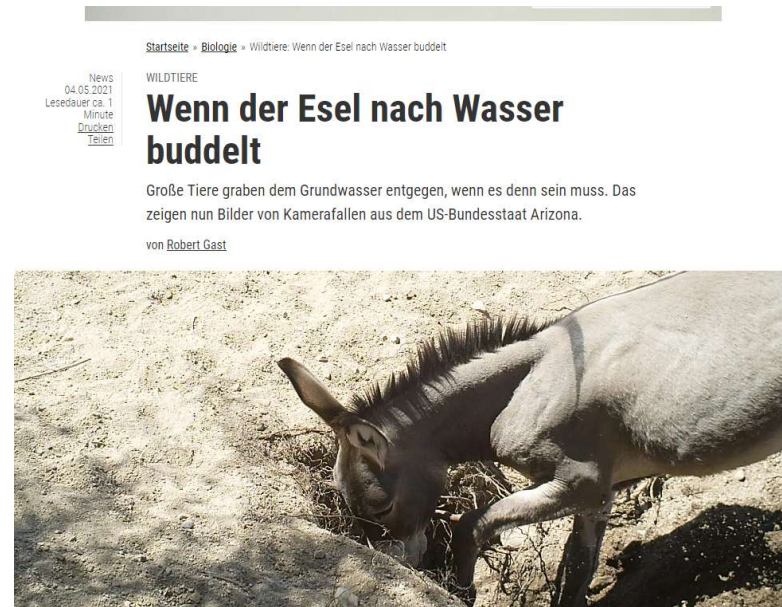 Startseite » Biologie » Wildtiere: Wenn der Esel nach Wasser buddelt
News
04.05.2021
Lesedauer ca. 1
Minute
Drucken
Teilen
WILDTIERE
Wenn der Esel nach Wasser
buddelt
Große Tiere graben dem Grundwasser entgegen, wenn es denn sein muss. Das
zeigen nun Bilder von Kamerafallen aus dem US-Bundesstaat Arizona.
von Robert Gast